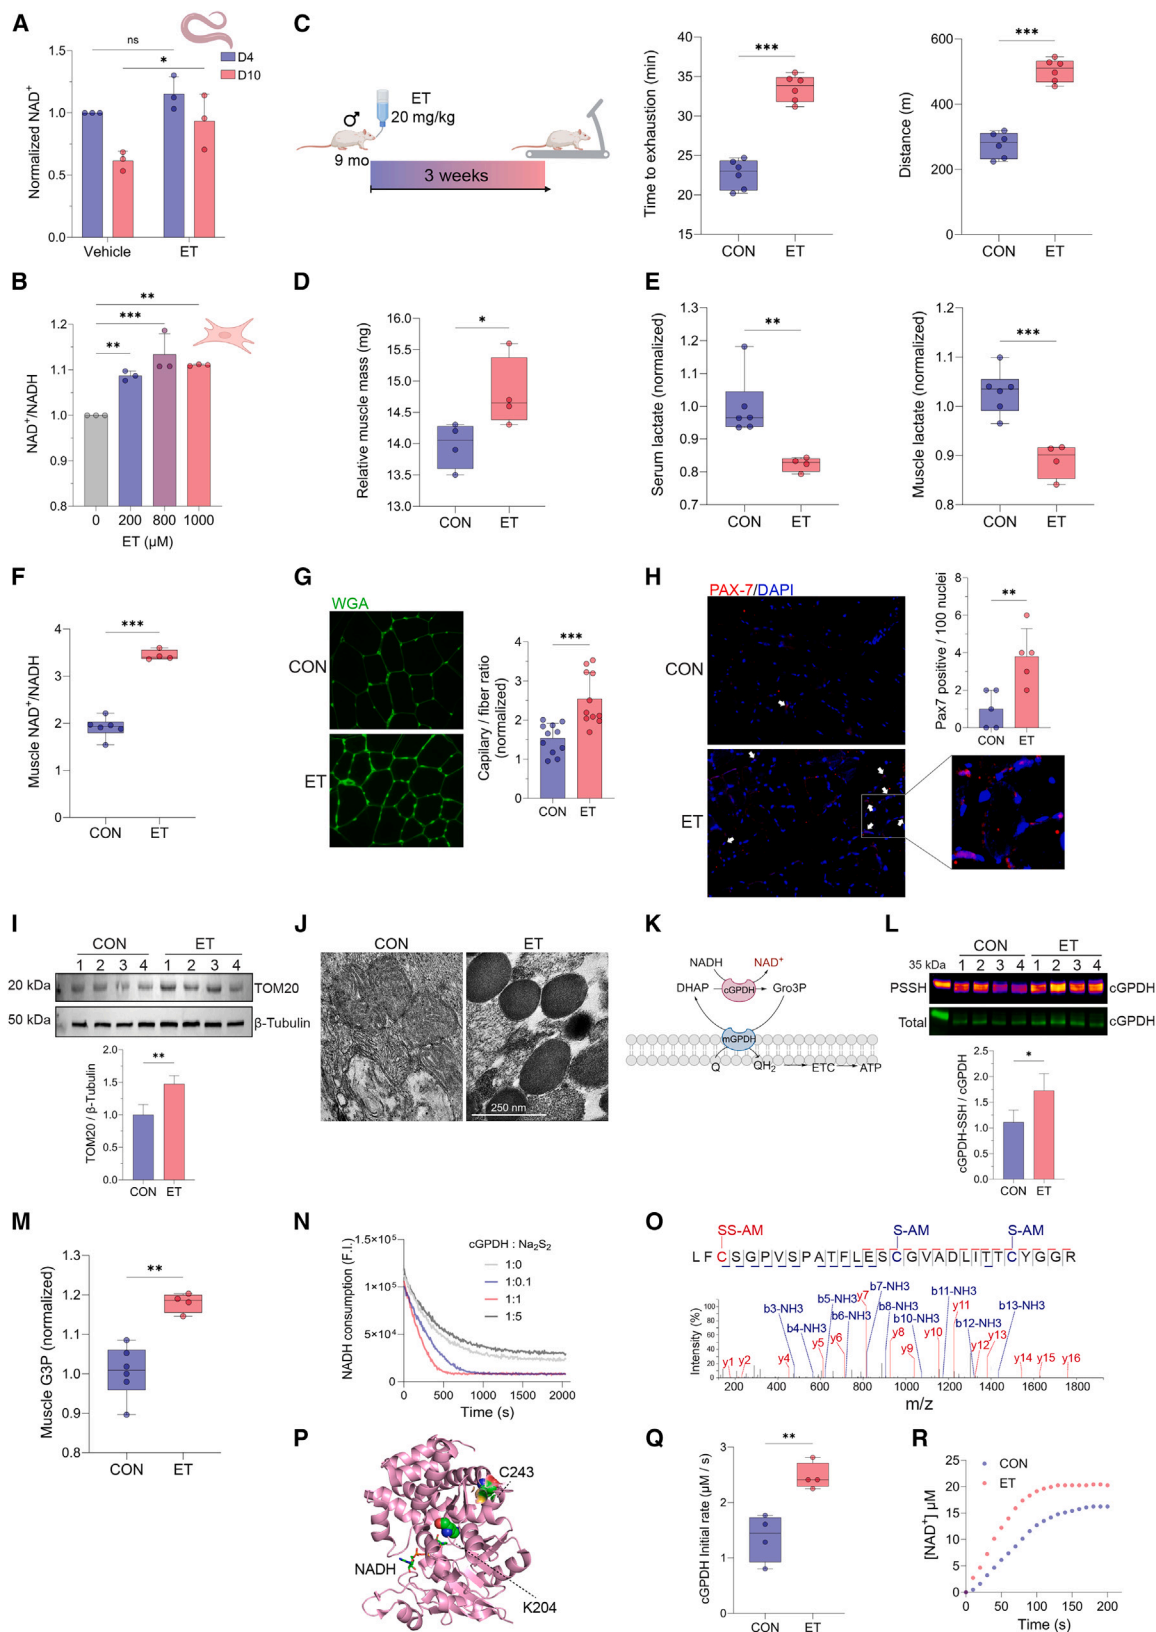 A
ns
*
D4
D10
1.5
1.0
0.5
0.0
Normalized NAD+
Vehicle
ET
C
♂
ET
20 mg/kg
9 mo
3 weeks
***
40
35
30
25
20
15
Time to exhaustion (min)
CON
ET
***
600
400
200
0
Distance (m)
CON
ET
B
**
***
**
1.2
1.1
1.0
0.9
0.8
NAD+/NADH
0
200
800
1000
ET (µM)
D
*
16.0
15.5
15.0
14.5
14.0
13.5
13.0
Relative muscle mass (mg)
CON
ET
E
**
1.3
1.2
1.1
1.0
0.9
0.8
0.7
Serum lactate (normalized)
CON
ET
***
1.2
1.1
1.0
0.9
0.8
Muscle lactate (normalized)
CON
ET
F
***
4
3
2
1
0
Muscle NAD+/NADH
CON
ET
G
WGA
CON
ET
***
4
3
2
1
0
Capilary / fiber ratio
(normalized)
CON
ET
H
PAX-7/DAPI
CON
ET
**
8
6
4
2
0
Pax7 positive / 100 nuclei
CON
ET
I
CON
ET
1 2 3 4 1 2 3 4
20 kDa
TOM20
50 kDa
β-Tubulin
**
2.0
1.5
1.0
0.5
0.0
TOM20 / β-Tubulin
CON
ET
J
CON
ET
250 nm
K
NADH
NAD+
DHAP
cGPDH
Gro3P
mGPDH
Q
QH2
ETC
ATP
L
CON
ET
35 kDa
1 2 3 4 1 2 3 4
PSSH
cGPDH
Total
cGPDH
*
2.5
2.0
1.5
1.0
0.5
0.0
cGPDH-SSH / cGPDH
CON
ET
M
**
1.3
1.2
1.1
1.0
0.9
0.8
Muscle G3P (normalized)
CON
ET
N
1.5×10⁵
1×10⁵
5×10⁴
0
NADH consumption (F.I.)
cGPDH : Na2S2
1:0
1:0.1
1:1
1:5
0
500
1000
1500
2000
Time (s)
O
SS-AM
S-AM
S-AM
LFCSGPVSPATFLESCGVADLITTCYGGR
100
80
60
40
20
0
Intensity (%)
b3-NH3
b4-NH3
b5-NH3
b6-NH3
b7-NH3
b8-NH3
b10-NH3
b11-NH3
b12-NH3
b13-NH3
y1
y2
y4
y5
y6
y7
y8
y9
y10
y11
y12
y13
y14
y15
y16
200
400
600
800
1000
1200
1400
1600
1800
m/z
P
C243
NADH
K204
Q
**
3
2
1
0
cGPDH Initial rate (µM / s)
CON
ET
R
CON
ET
25
20
15
10
5
0
[NAD+] µM
0
50
100
150
200
Time (s)